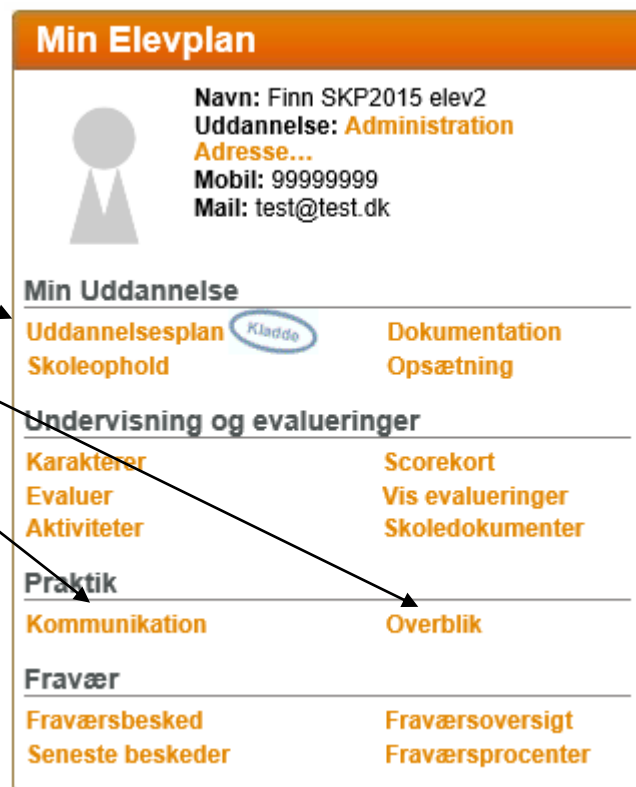 Min Elevplan
Navn: Finn SKP2015 elev2
Uddannelse: Administration
Adresse...
Mobil: 99999999
Mail: test@test.dk
Min Uddannelse
Uddannelsesplan Kladde Dokumentation
Skoleophold Opsætning
Undervisning og evalueringer
Karakterer Scorekort
Evaluer Vis evalueringer
Aktiviteter Skoledokumenter
Praktik
Kommunikation Overblik
Fravær
Fraværsbesked Fraværsoversigt
Seneste beskeder Fraværsprocenter